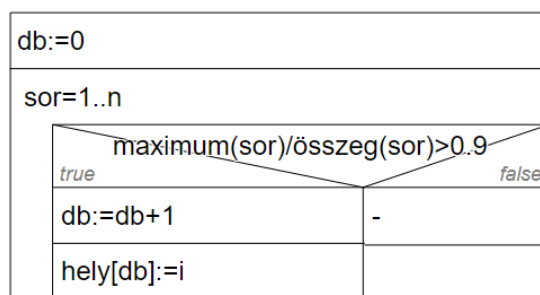 db:=0
sor=1..n
maximum(sor)/összeg(sor)>0.9
true
false
db:=db+1
-
hely[db]:=i